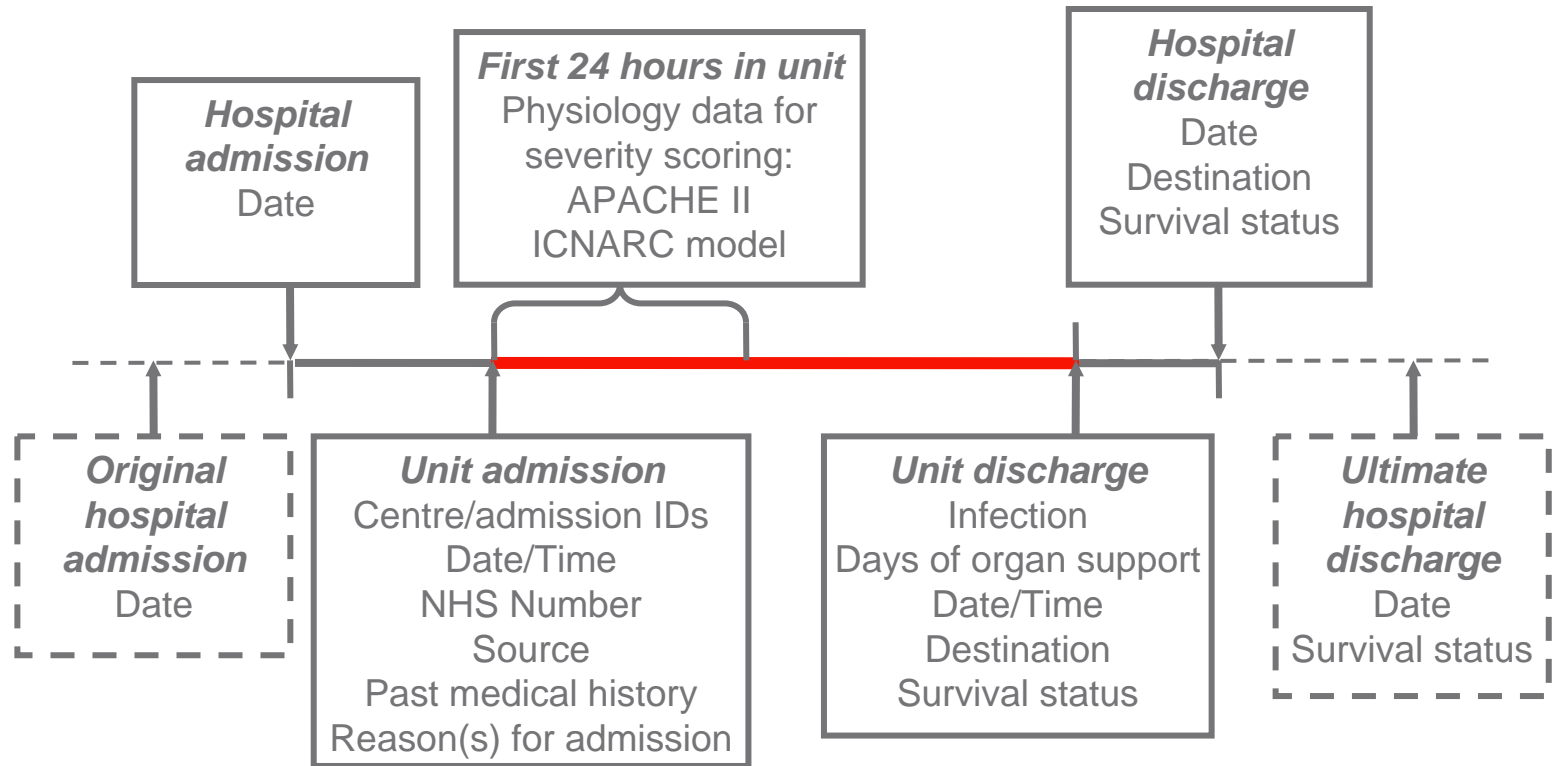 Hospital
admission
Date
First 24 hours in unit
Physiology data for
severity scoring:
APACHE II
ICNARC model
Hospital
discharge
Date
Destination
Survival status
Original
hospital
admission
Date
Unit admission
Centre/admission IDs
Date/Time
NHS Number
Source
Past medical history
Reason(s) for admission
Unit discharge
Infection
Days of organ support
Date/Time
Destination
Survival status
Ultimate
hospital
discharge
Date
Survival status